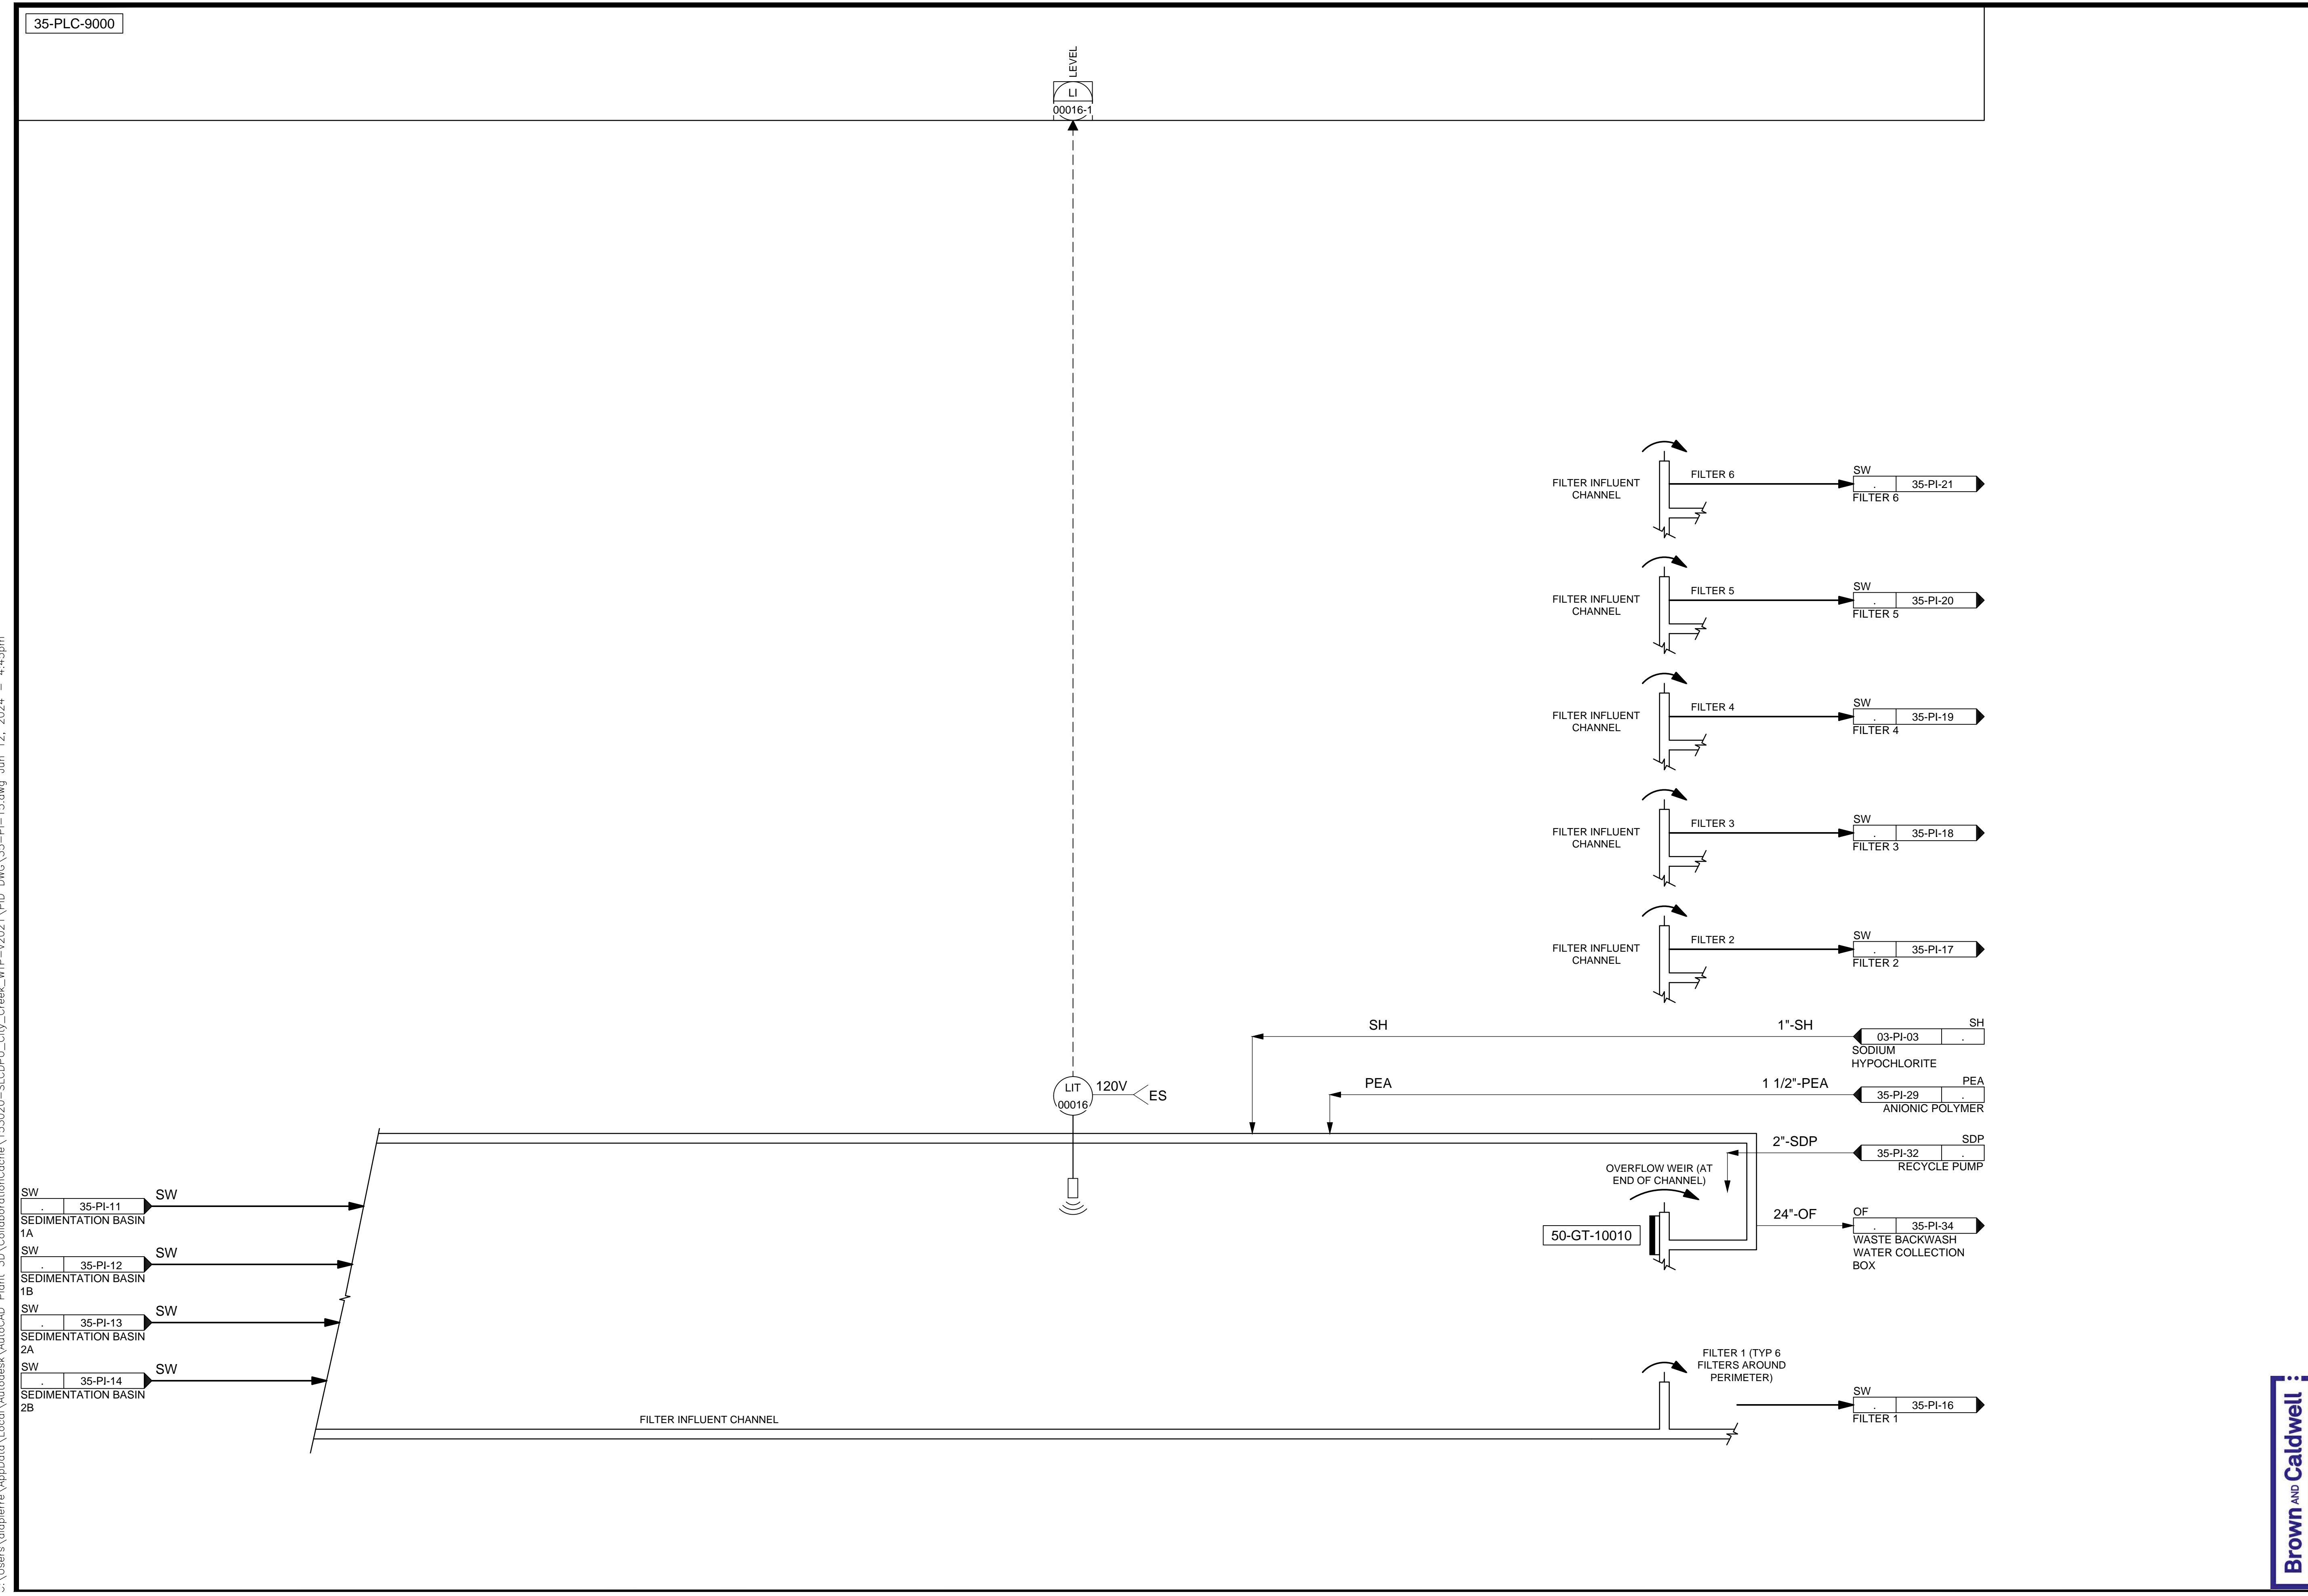 35-PLC-9000
LEVEL
LI
00016-1
FILTER INFLUENT
CHANNEL
FILTER 6
SW
. 35-PI-21
FILTER 6
FILTER INFLUENT
CHANNEL
FILTER 5
SW
. 35-PI-20
FILTER 5
FILTER INFLUENT
CHANNEL
FILTER 4
SW
. 35-PI-19
FILTER 4
FILTER INFLUENT
CHANNEL
FILTER 3
SW
. 35-PI-18
FILTER 3
FILTER INFLUENT
CHANNEL
FILTER 2
SW
. 35-PI-17
FILTER 2
SH
1"-SH
SH
03-PI-03 .
SODIUM
HYPOCHLORITE
LIT
00016
120V
ES
PEA
1 1/2"-PEA
PEA
35-PI-29 .
ANIONIC POLYMER
2"-SDP
SDP
35-PI-32 .
RECYCLE PUMP
OVERFLOW WEIR (AT
END OF CHANNEL)
50-GT-10010
24"-OF
OF
. 35-PI-34
WASTE BACKWASH
WATER COLLECTION
BOX
SW
. 35-PI-11
SW
SEDIMENTATION BASIN
1A
SW
. 35-PI-12
SW
SEDIMENTATION BASIN
1B
SW
. 35-PI-13
SW
SEDIMENTATION BASIN
2A
SW
. 35-PI-14
SW
SEDIMENTATION BASIN
2B
FILTER 1 (TYP 6
FILTERS AROUND
PERIMETER)
SW
. 35-PI-16
FILTER 1
FILTER INFLUENT CHANNEL
Brown AND Caldwell